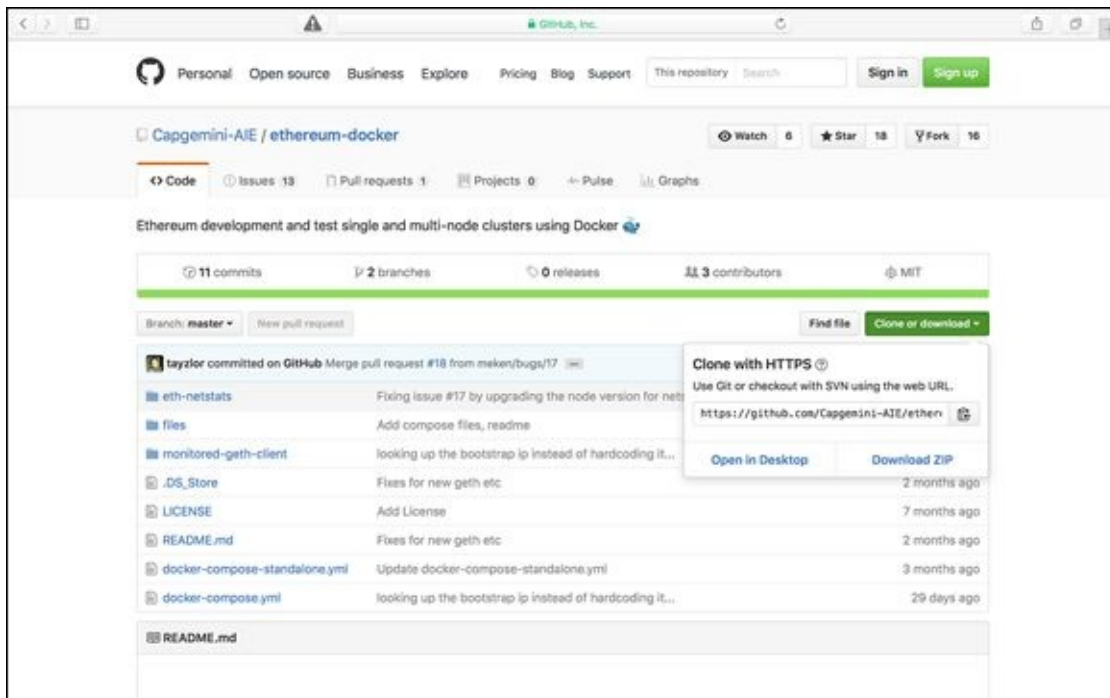 GitHub, Inc.
Personal Open source Business Explore Pricing Blog Support This repository Search Sign in Sign up
Capgemini-AIE / ethereum-docker Watch 6 Star 18 Fork 16
Code Issues 13 Pull requests 1 Projects 0 Pulse Graphs
Ethereum development and test single and multi-node clusters using Docker
11 commits 2 branches 0 releases 3 contributors MIT
Branch: master New pull request Find file Clone or download
tayzlor committed on GitHub Merge pull request #18 from meken/bugs/17 ...
Clone with HTTPS
Use Git or checkout with SVN using the web URL.
https://github.com/Capgemini-AIE/ether
Open in Desktop Download ZIP
eth-netstats Fixing issue #17 by upgrading the node version for nets
files Add compose files, readme
monitored-geth-client looking up the bootstrap ip instead of hardcoding it...
.DS_Store Fixes for new geth etc 2 months ago
LICENSE Add License 7 months ago
README.md Fixes for new geth etc 2 months ago
docker-compose-standalone.yml Update docker-compose-standalone.yml 3 months ago
docker-compose.yml looking up the bootstrap ip instead of hardcoding it... 29 days ago
README.md